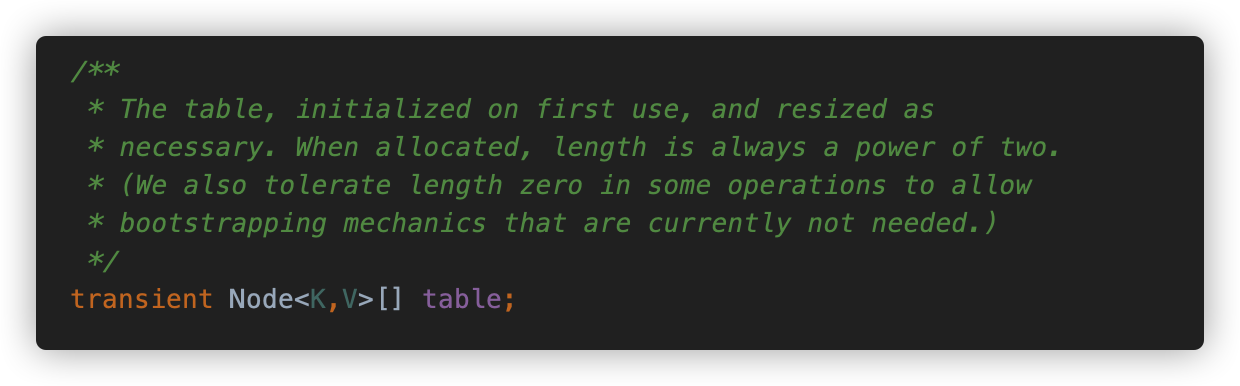 /**
 * The table, initialized on first use, and resized as
 * necessary. When allocated, length is always a power of two.
 * (We also tolerate length zero in some operations to allow
 * bootstrapping mechanics that are currently not needed.)
 */
transient Node<K,V>[] table;